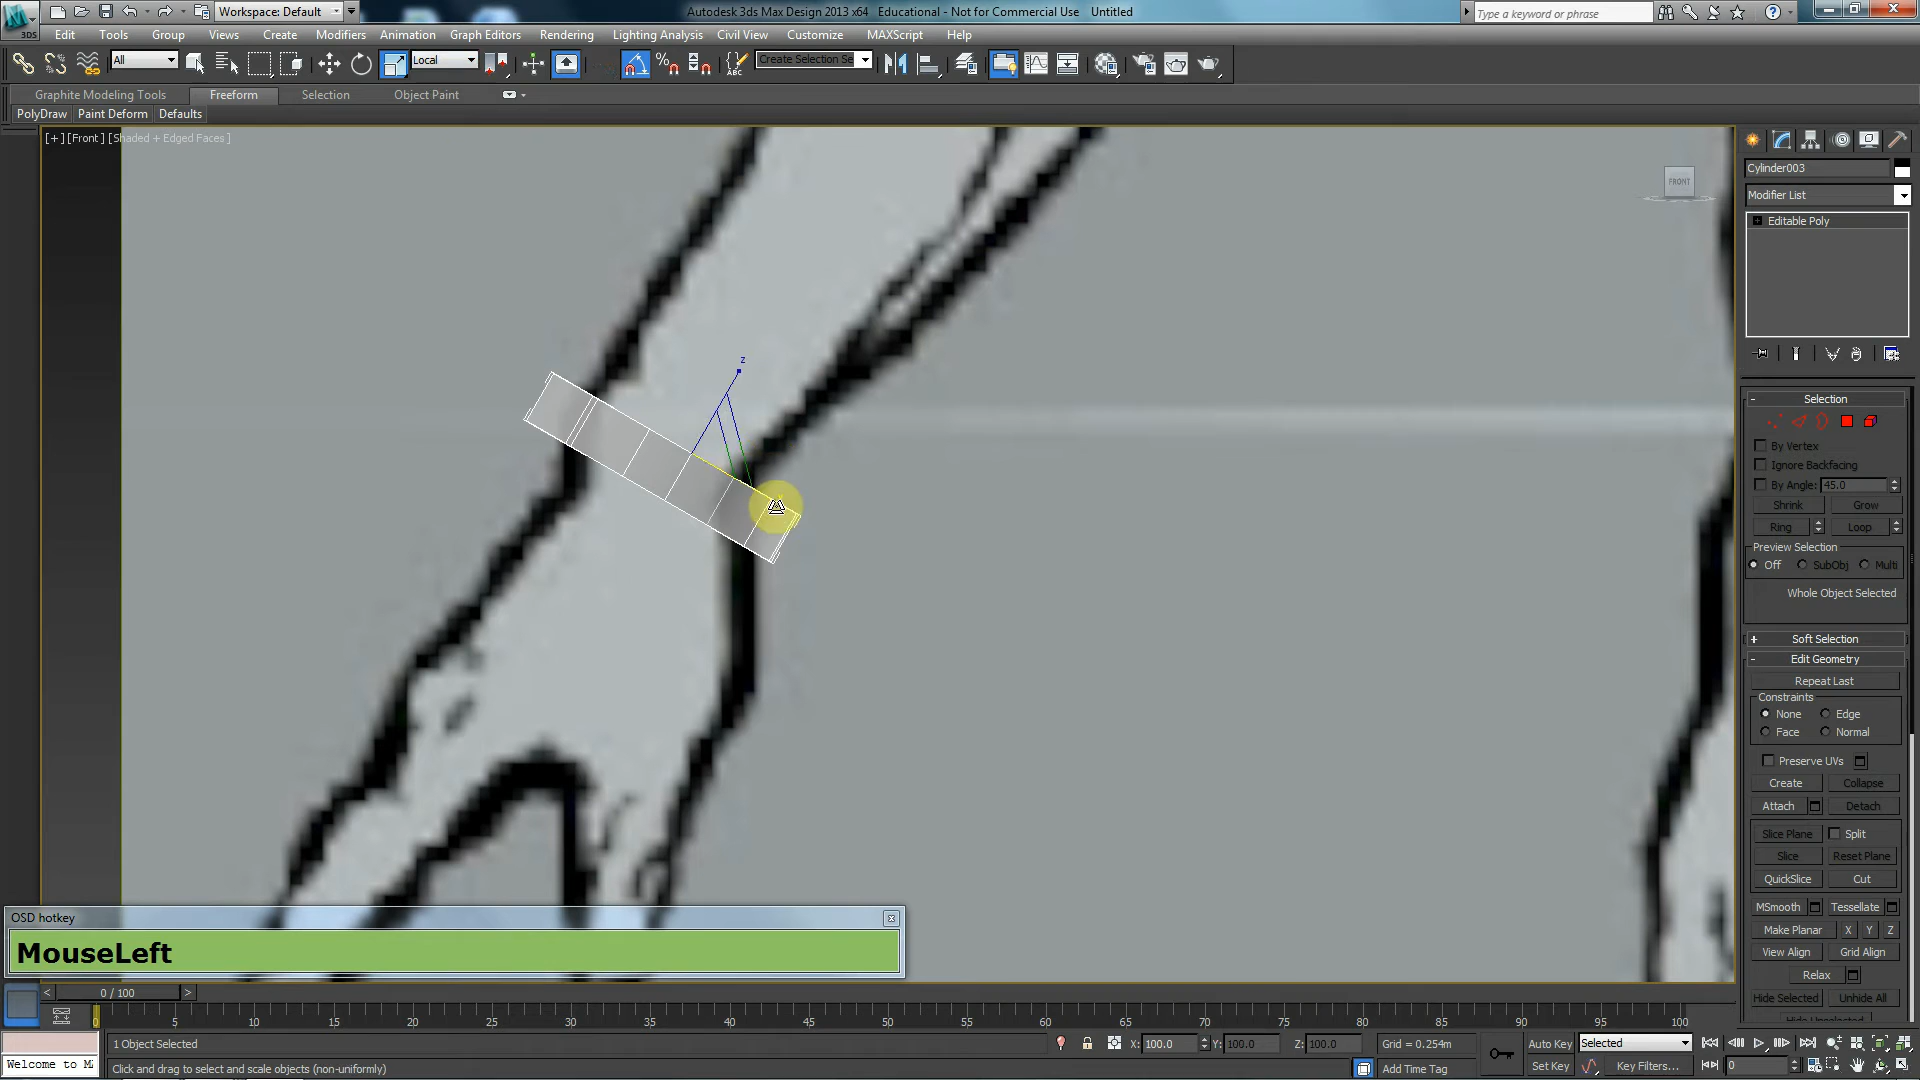 Workspace: Default
Autodesk 3ds Max Design 2013 x64 Educational - Not for Commercial Use Untitled
Type a keyword or phrase
3DS
Edit Tools Group Views Create Modifiers Animation Graph Editors Rendering Lighting Analysis Civil View Customize MAXScript Help
All
Local
Create Selection Se
Graphite Modeling Tools Freeform Selection Object Paint
PolyDraw Paint Deform Defaults
[+] [Front] [Shaded + Edged Faces]
FRONT
z
Cylinder003
Modifier List
Editable Poly
Selection
By Vertex
Ignore Backfacing
By Angle: 45.0
Shrink Grow
Ring Loop
Preview Selection
Off SubObj Multi
Whole Object Selected
Soft Selection
Edit Geometry
Repeat Last
Constraints
None Edge
Face Normal
Preserve UVs
Create Collapse
Attach Detach
Slice Plane Split
Slice Reset Plane
QuickSlice Cut
MSmooth Tessellate
Make Planar X Y Z
View Align Grid Align
Relax
Hide Selected Unhide All
OSD hotkey
MouseLeft
0 / 100
0 5 10 15 20 25 30 35 40 45 50 55 60 65 70 75 80 85 90 95 100
1 Object Selected
X: 100.0 Y: 100.0 Z: 100.0 Grid = 0.254m Auto Key Selected
Welcome to M
Click and drag to select and scale objects (non-uniformly)
Add Time Tag Set Key Key Filters... 0